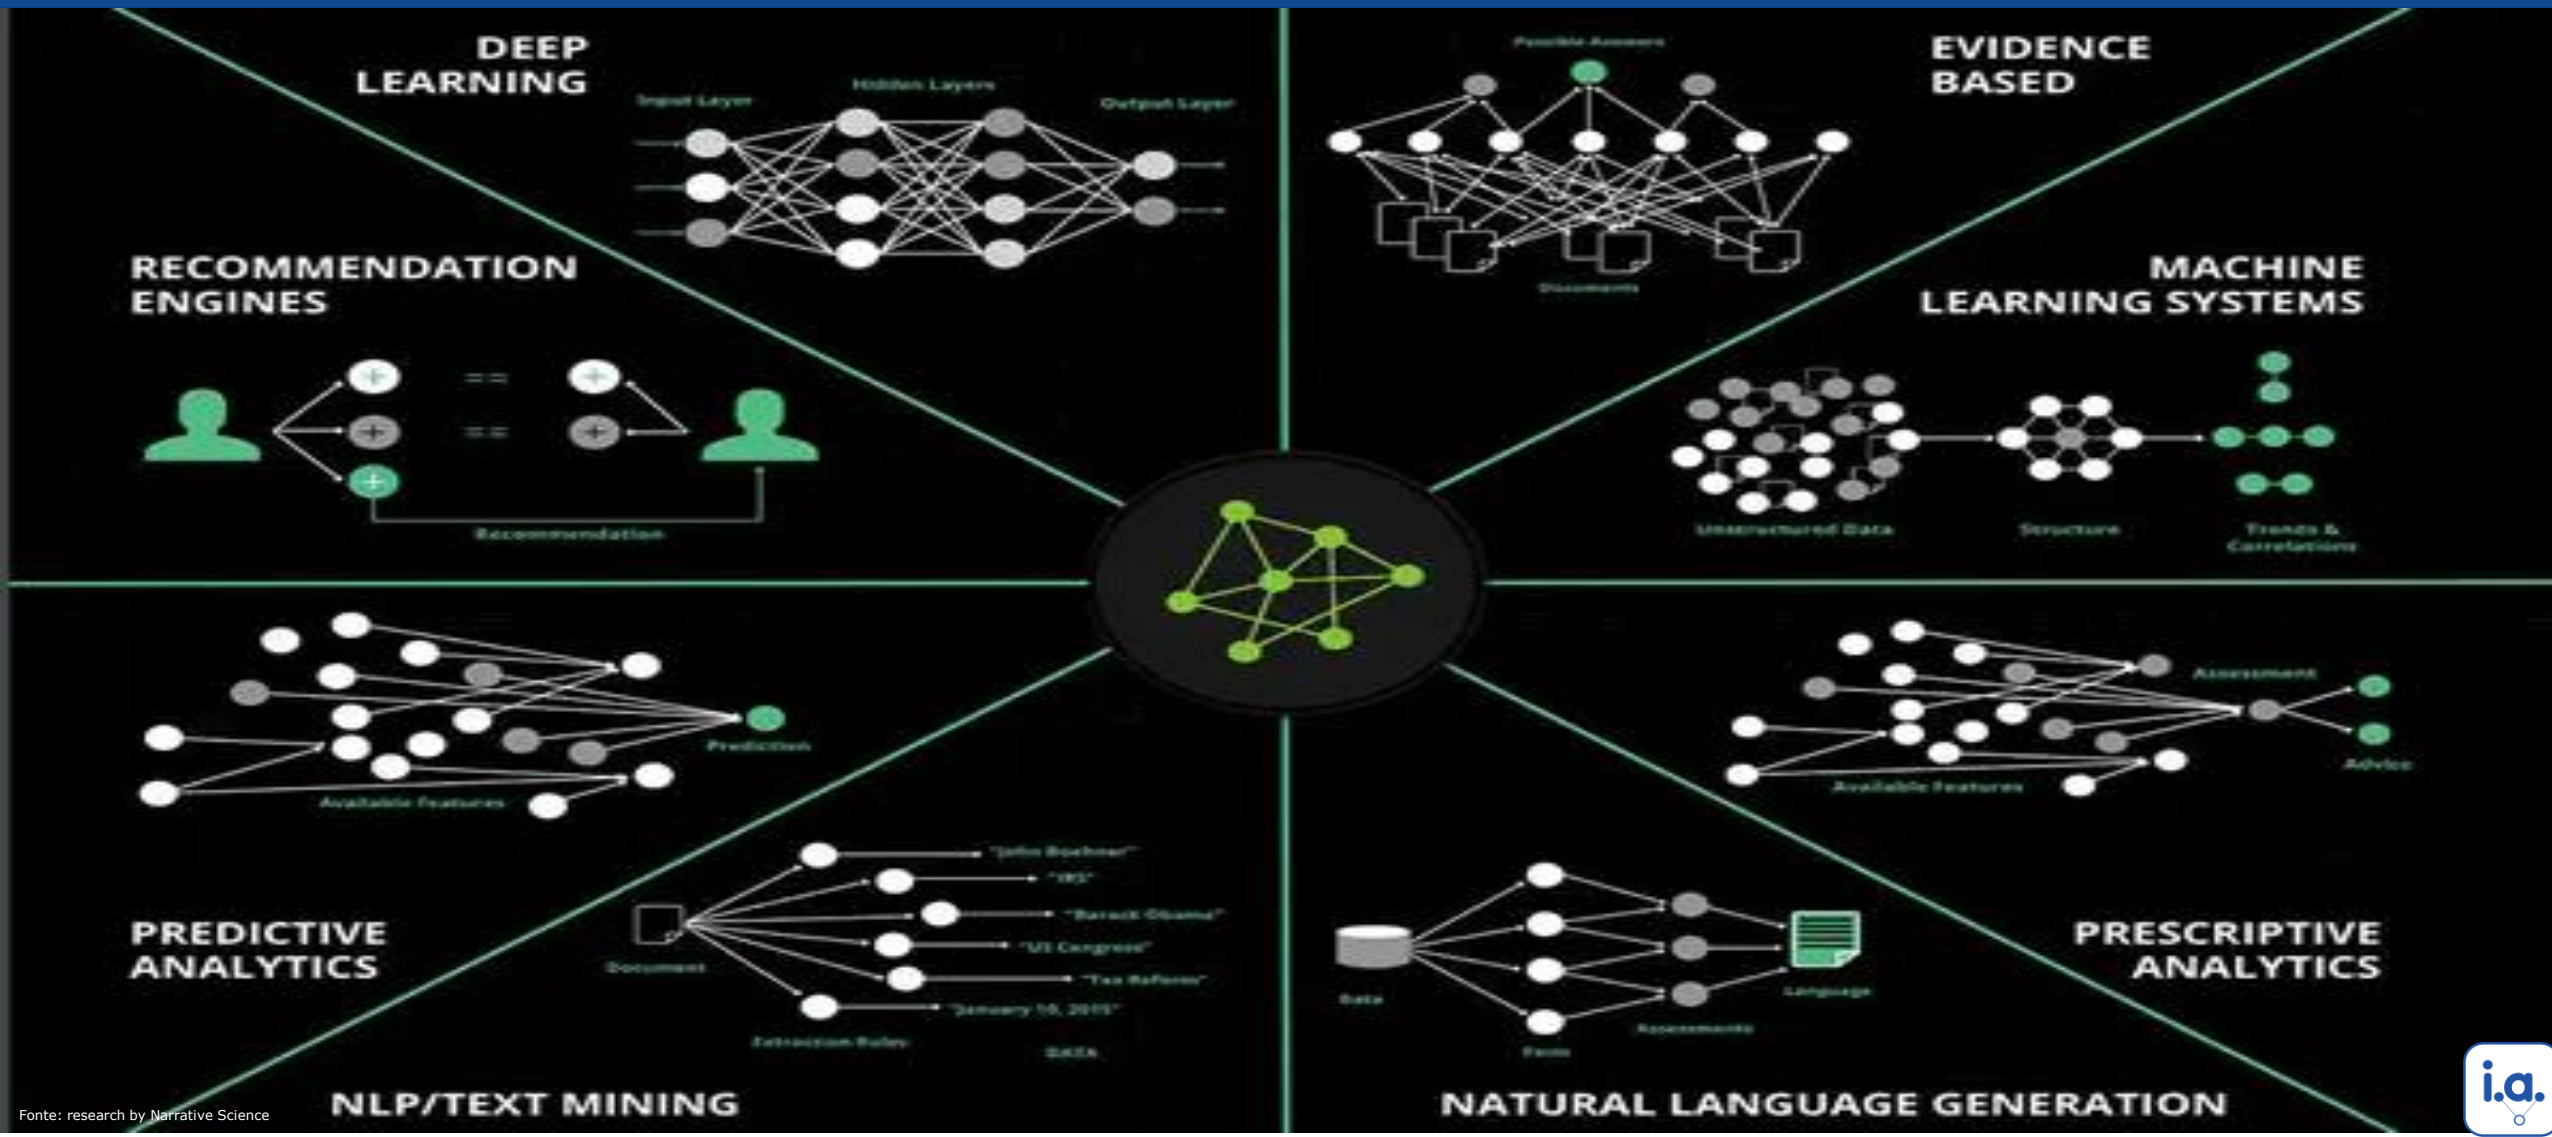 DEEP
LEARNING
Input Layer
Hidden Layers
Output Layer
Possible Answers
Documents
EVIDENCE
BASED
RECOMMENDATION
ENGINES
==
==
Recommendation
MACHINE
LEARNING SYSTEMS
Unstructured Data
Structure
Trends &
Correlations
Prediction
Available Features
PREDICTIVE
ANALYTICS
Assessment
Advice
Available Features
PRESCRIPTIVE
ANALYTICS
"John Boehner"
"IRS"
"Barack Obama"
"US Congress"
"Tax Reform"
"January 10, 2015"
Document
Extraction Rules
DATA
NLP/TEXT MINING
Data
Assessments
Language
NATURAL LANGUAGE GENERATION
Fonte: research by Narrative Science
i.a.